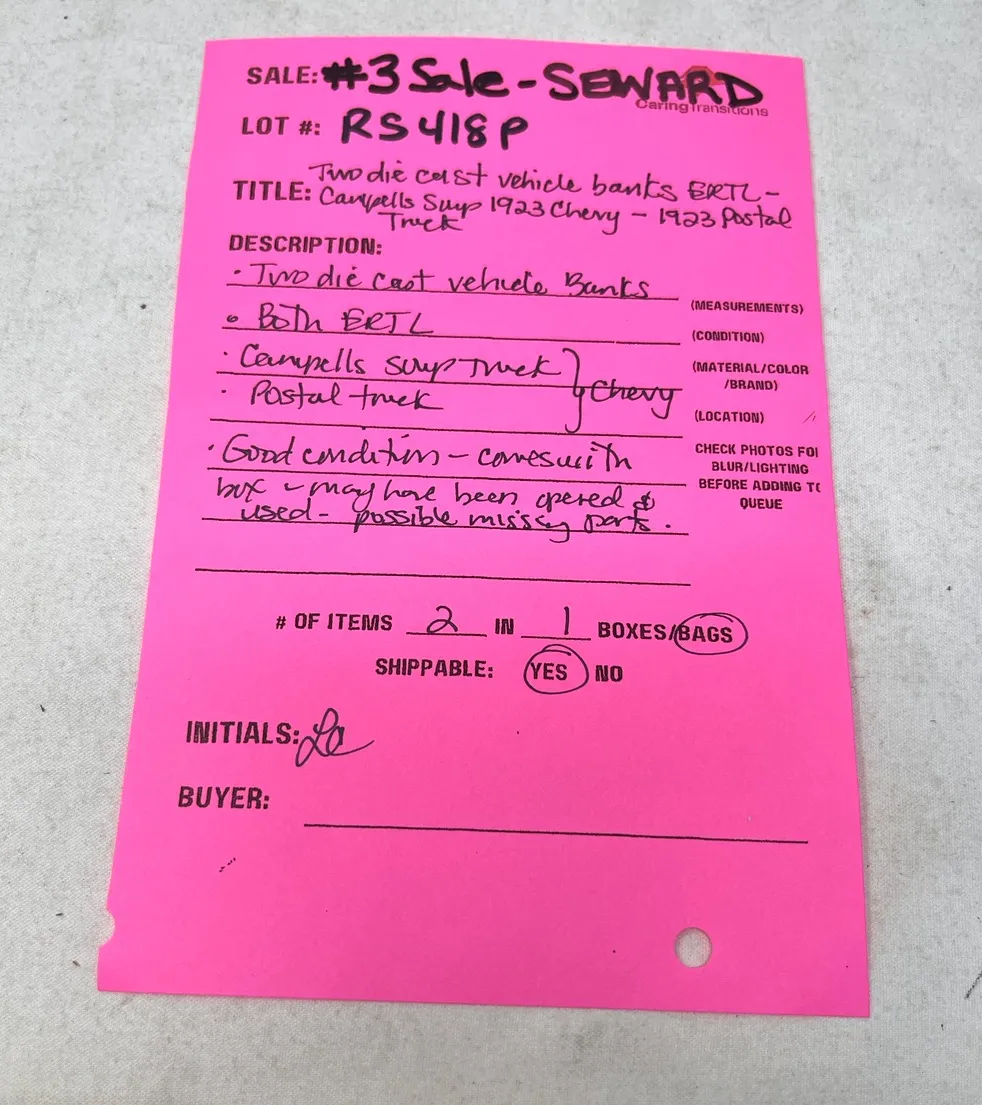 SALE: #3 Sale - SEWARD
Caring Transitions
LOT #: RS418P
Two die cast vehicle banks ERTL -
TITLE: Campells Suup 1923 Chevy - 1923 Postal
Truck
DESCRIPTION:
· Two die cast vehicle Banks
(MEASUREMENTS)
• Both ERTL
(CONDITION)
· Campells suup Truck } Chevy
(MATERIAL/COLOR
/BRAND)
· Postal truck
(LOCATION)
· Good condition - comes with
CHECK PHOTOS FOR
BLUR/LIGHTING
box - may have been opened &
BEFORE ADDING TO
QUEUE
used - possible missing parts.
# OF ITEMS 2 IN 1 BOXES/BAGS
SHIPPABLE: YES NO
INITIALS:
BUYER: